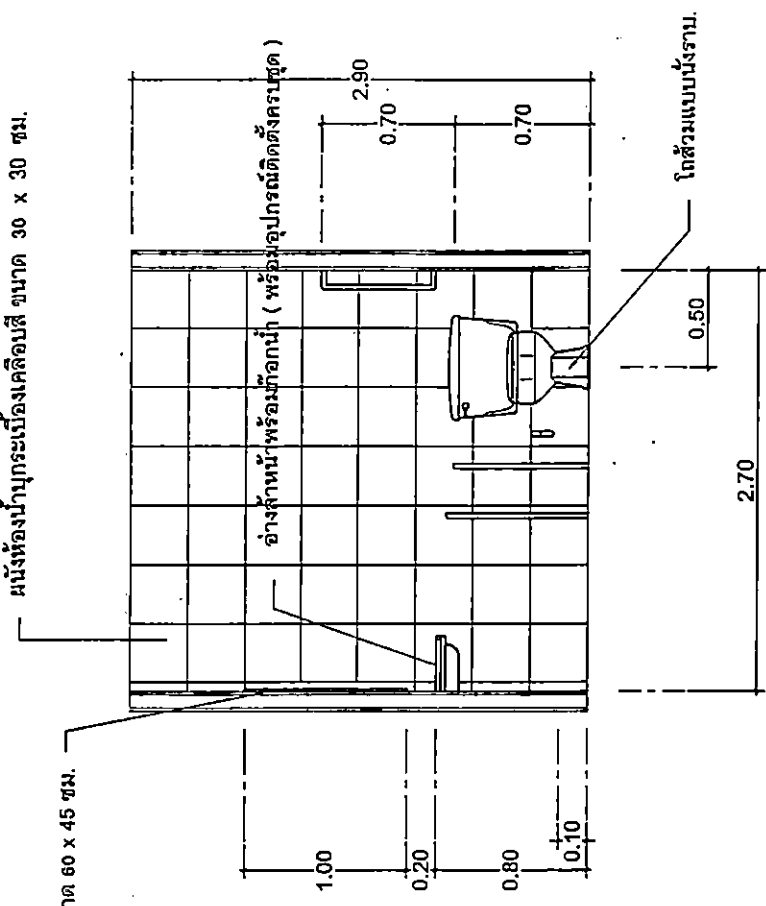 ผนังห้องน้ำบุกระเบื้องเคลือบสี ขนาด 30 x 30 ซม.
อ่างล้างหน้าพร้อมก๊อกน้ำ ( พร้อมอุปกรณ์ติดตั้งครบชุด )
60 x 45 ซม.
โถส้วมแบบนั่งราบ.
2.90
0.70
0.70
1.00
0.20
0.80
0.10
0.50
2.70